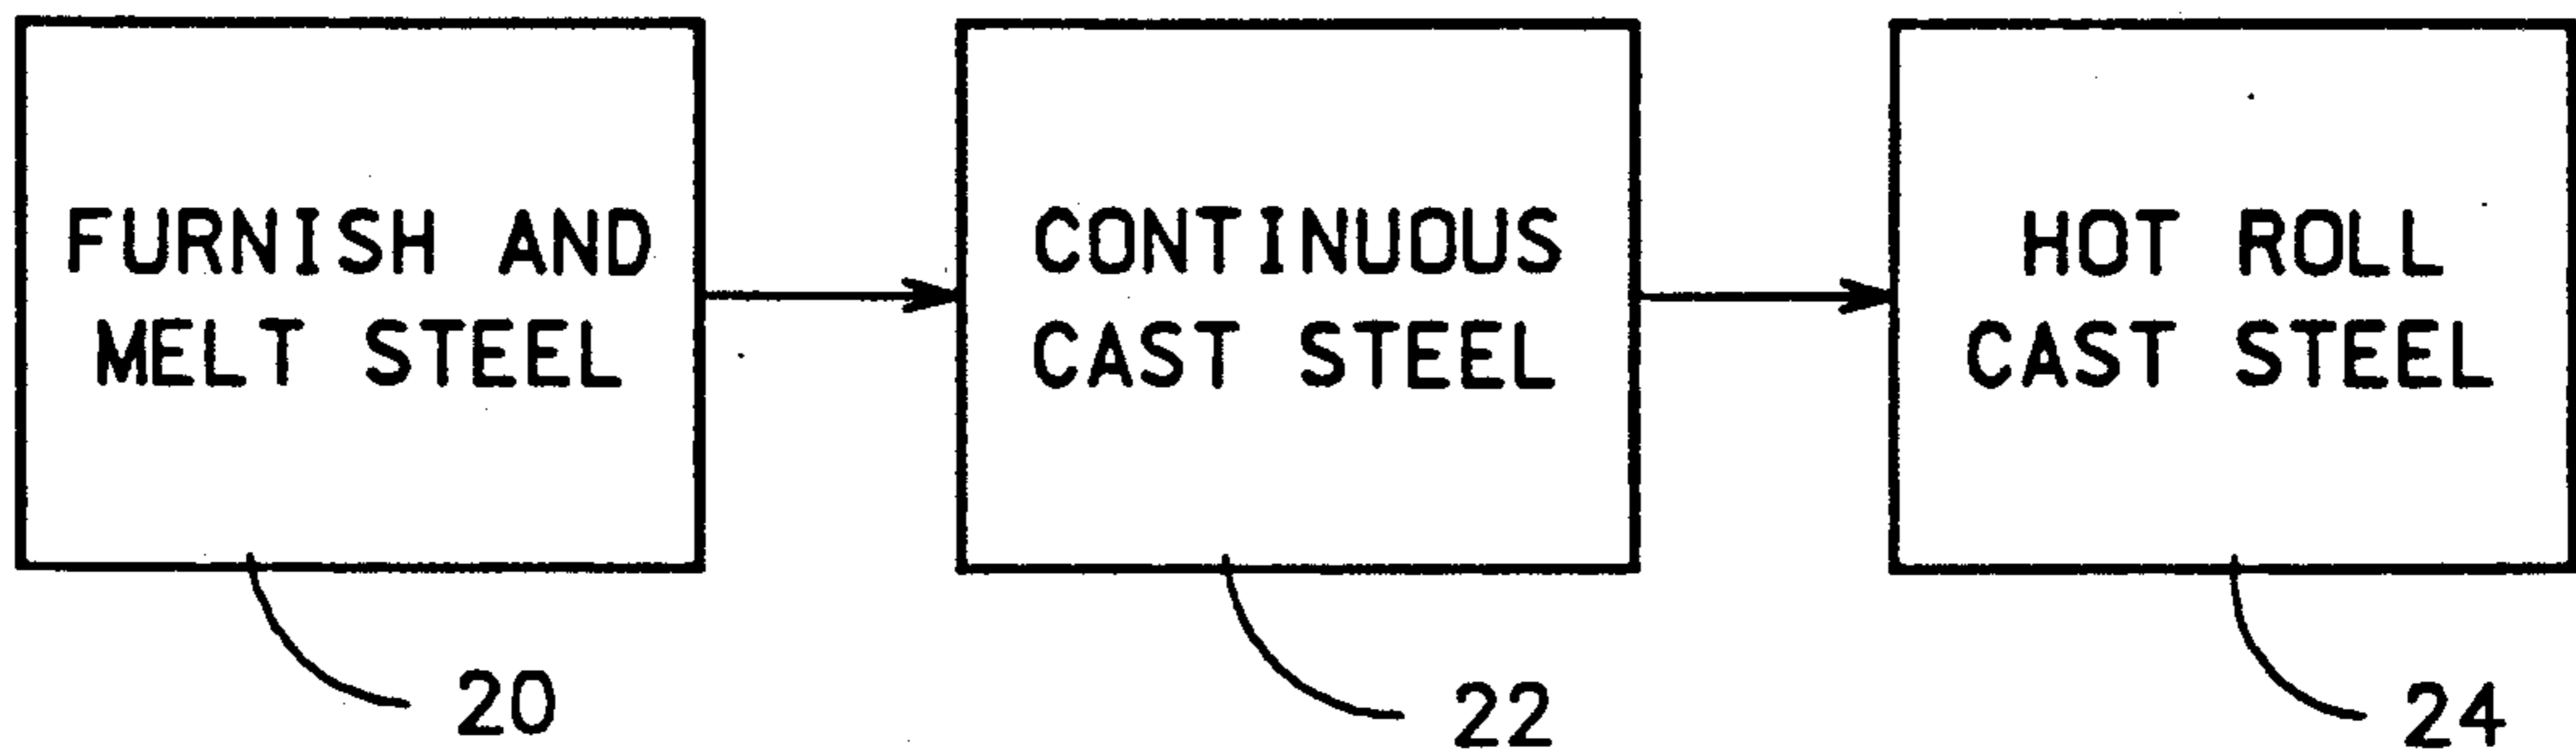 FURNISH AND
MELT STEEL
CONTINUOUS
CAST STEEL
HOT ROLL
CAST STEEL
20
22
24